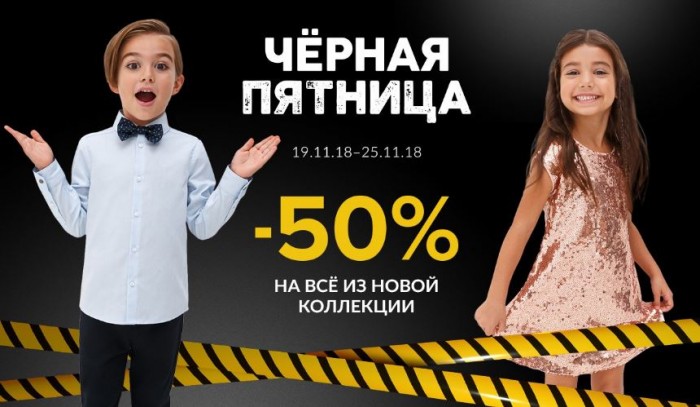 ЧЁРНАЯ
ПЯТНИЦА
19.11.18–25.11.18
-50%
НА ВСЁ ИЗ НОВОЙ
КОЛЛЕКЦИИ